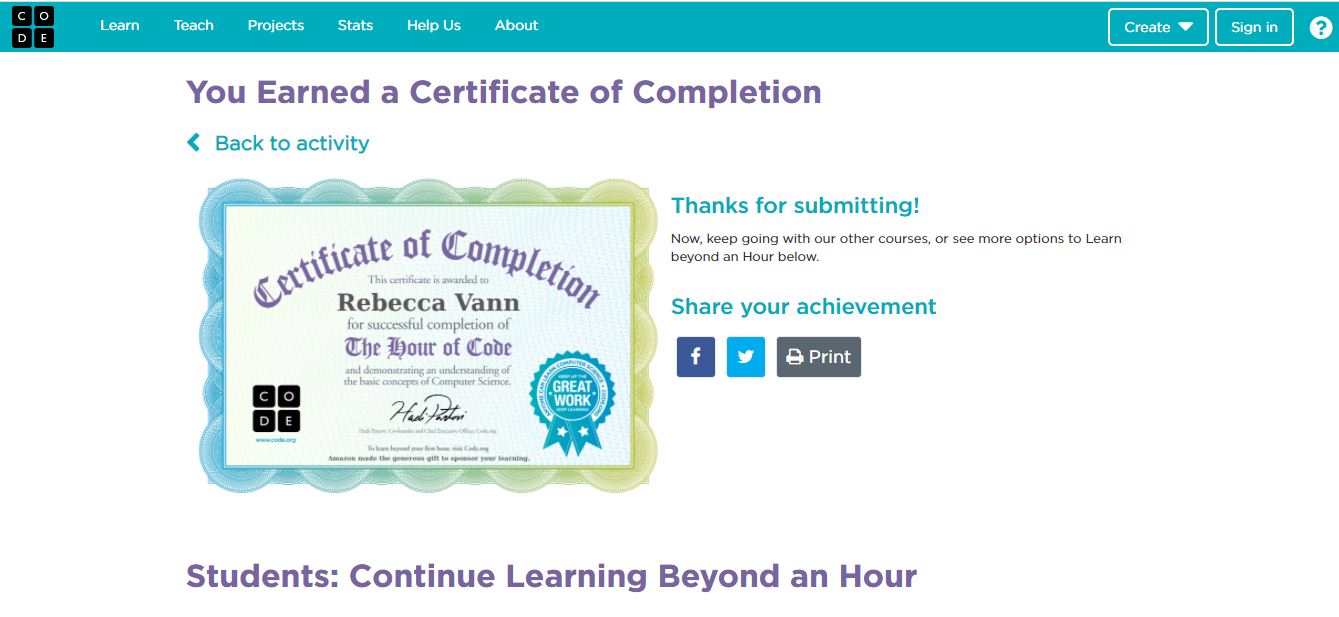 CODE
Learn Teach Projects Stats Help Us About Create Sign in ?
You Earned a Certificate of Completion
Back to activity
Certificate of Completion
This certificate is awarded to
Rebecca Vann
for successful completion of
The Hour of Code
and demonstrating an understanding of
the basic concepts of Computer Science.
CODE
www.code.org
Hadi Partovi
Hadi Partovi, Co-founder and Chief Executive Officer, Code.org
To learn beyond your first hour, visit Code.org
Amazon made the generous gift to sponsor your learning.
ANYONE CAN LEARN COMPUTER SCIENCE
KEEP UP THE
GREAT
WORK
KEEP LEARNING
Thanks for submitting!
Now, keep going with our other courses, or see more options to Learn
beyond an Hour below.
Share your achievement
f
Print
Students: Continue Learning Beyond an Hour